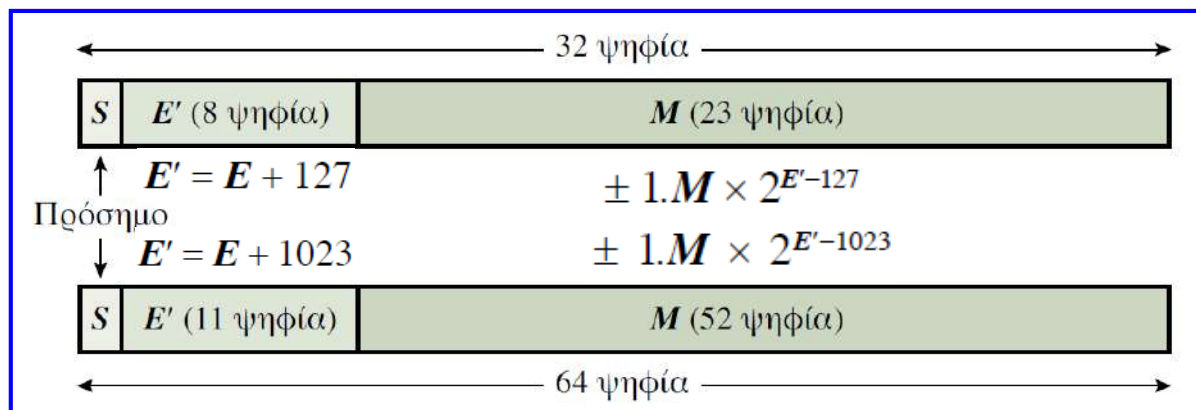 32 ψηφία
S E' (8 ψηφία) M (23 ψηφία)
E' = E + 127 ± 1.M × 2^{E'−127}
Πρόσημο
E' = E + 1023 ± 1.M × 2^{E'−1023}
S E' (11 ψηφία) M (52 ψηφία)
64 ψηφία